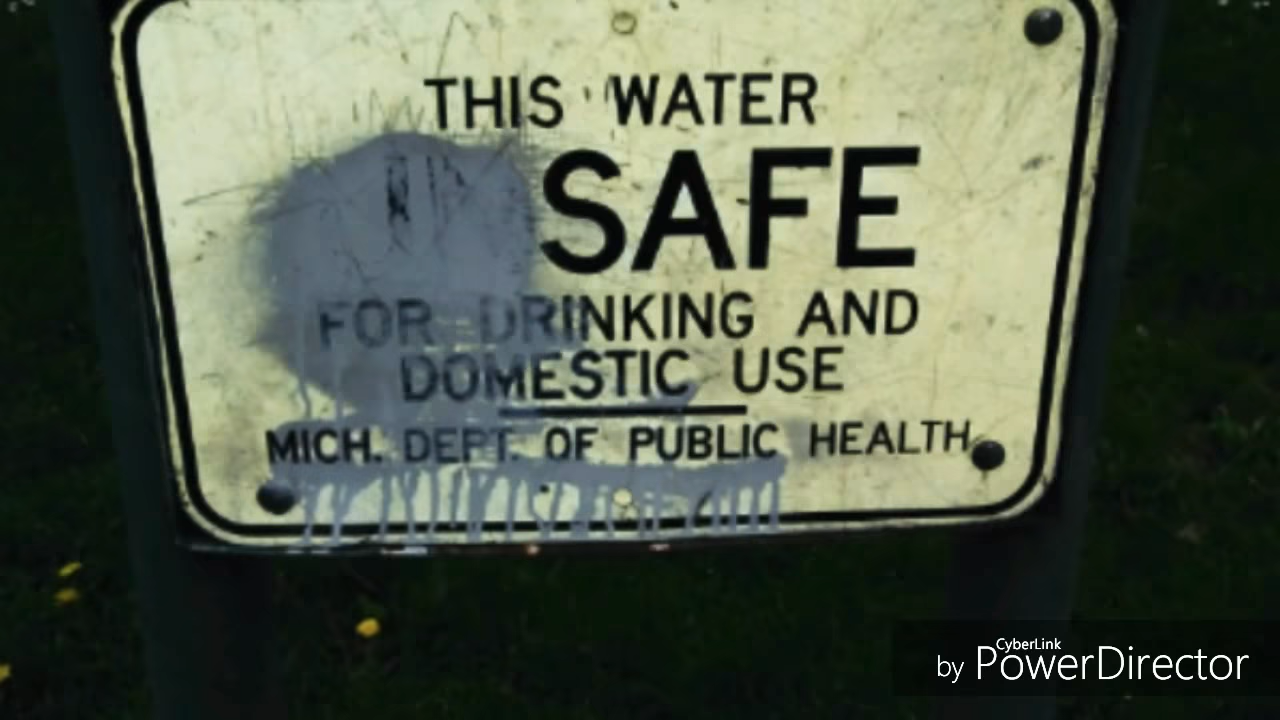 THIS WATER
SAFE
FOR DRINKING AND
DOMESTIC USE
MICH. DEPT. OF PUBLIC HEALTH
CyberLink
by PowerDirector